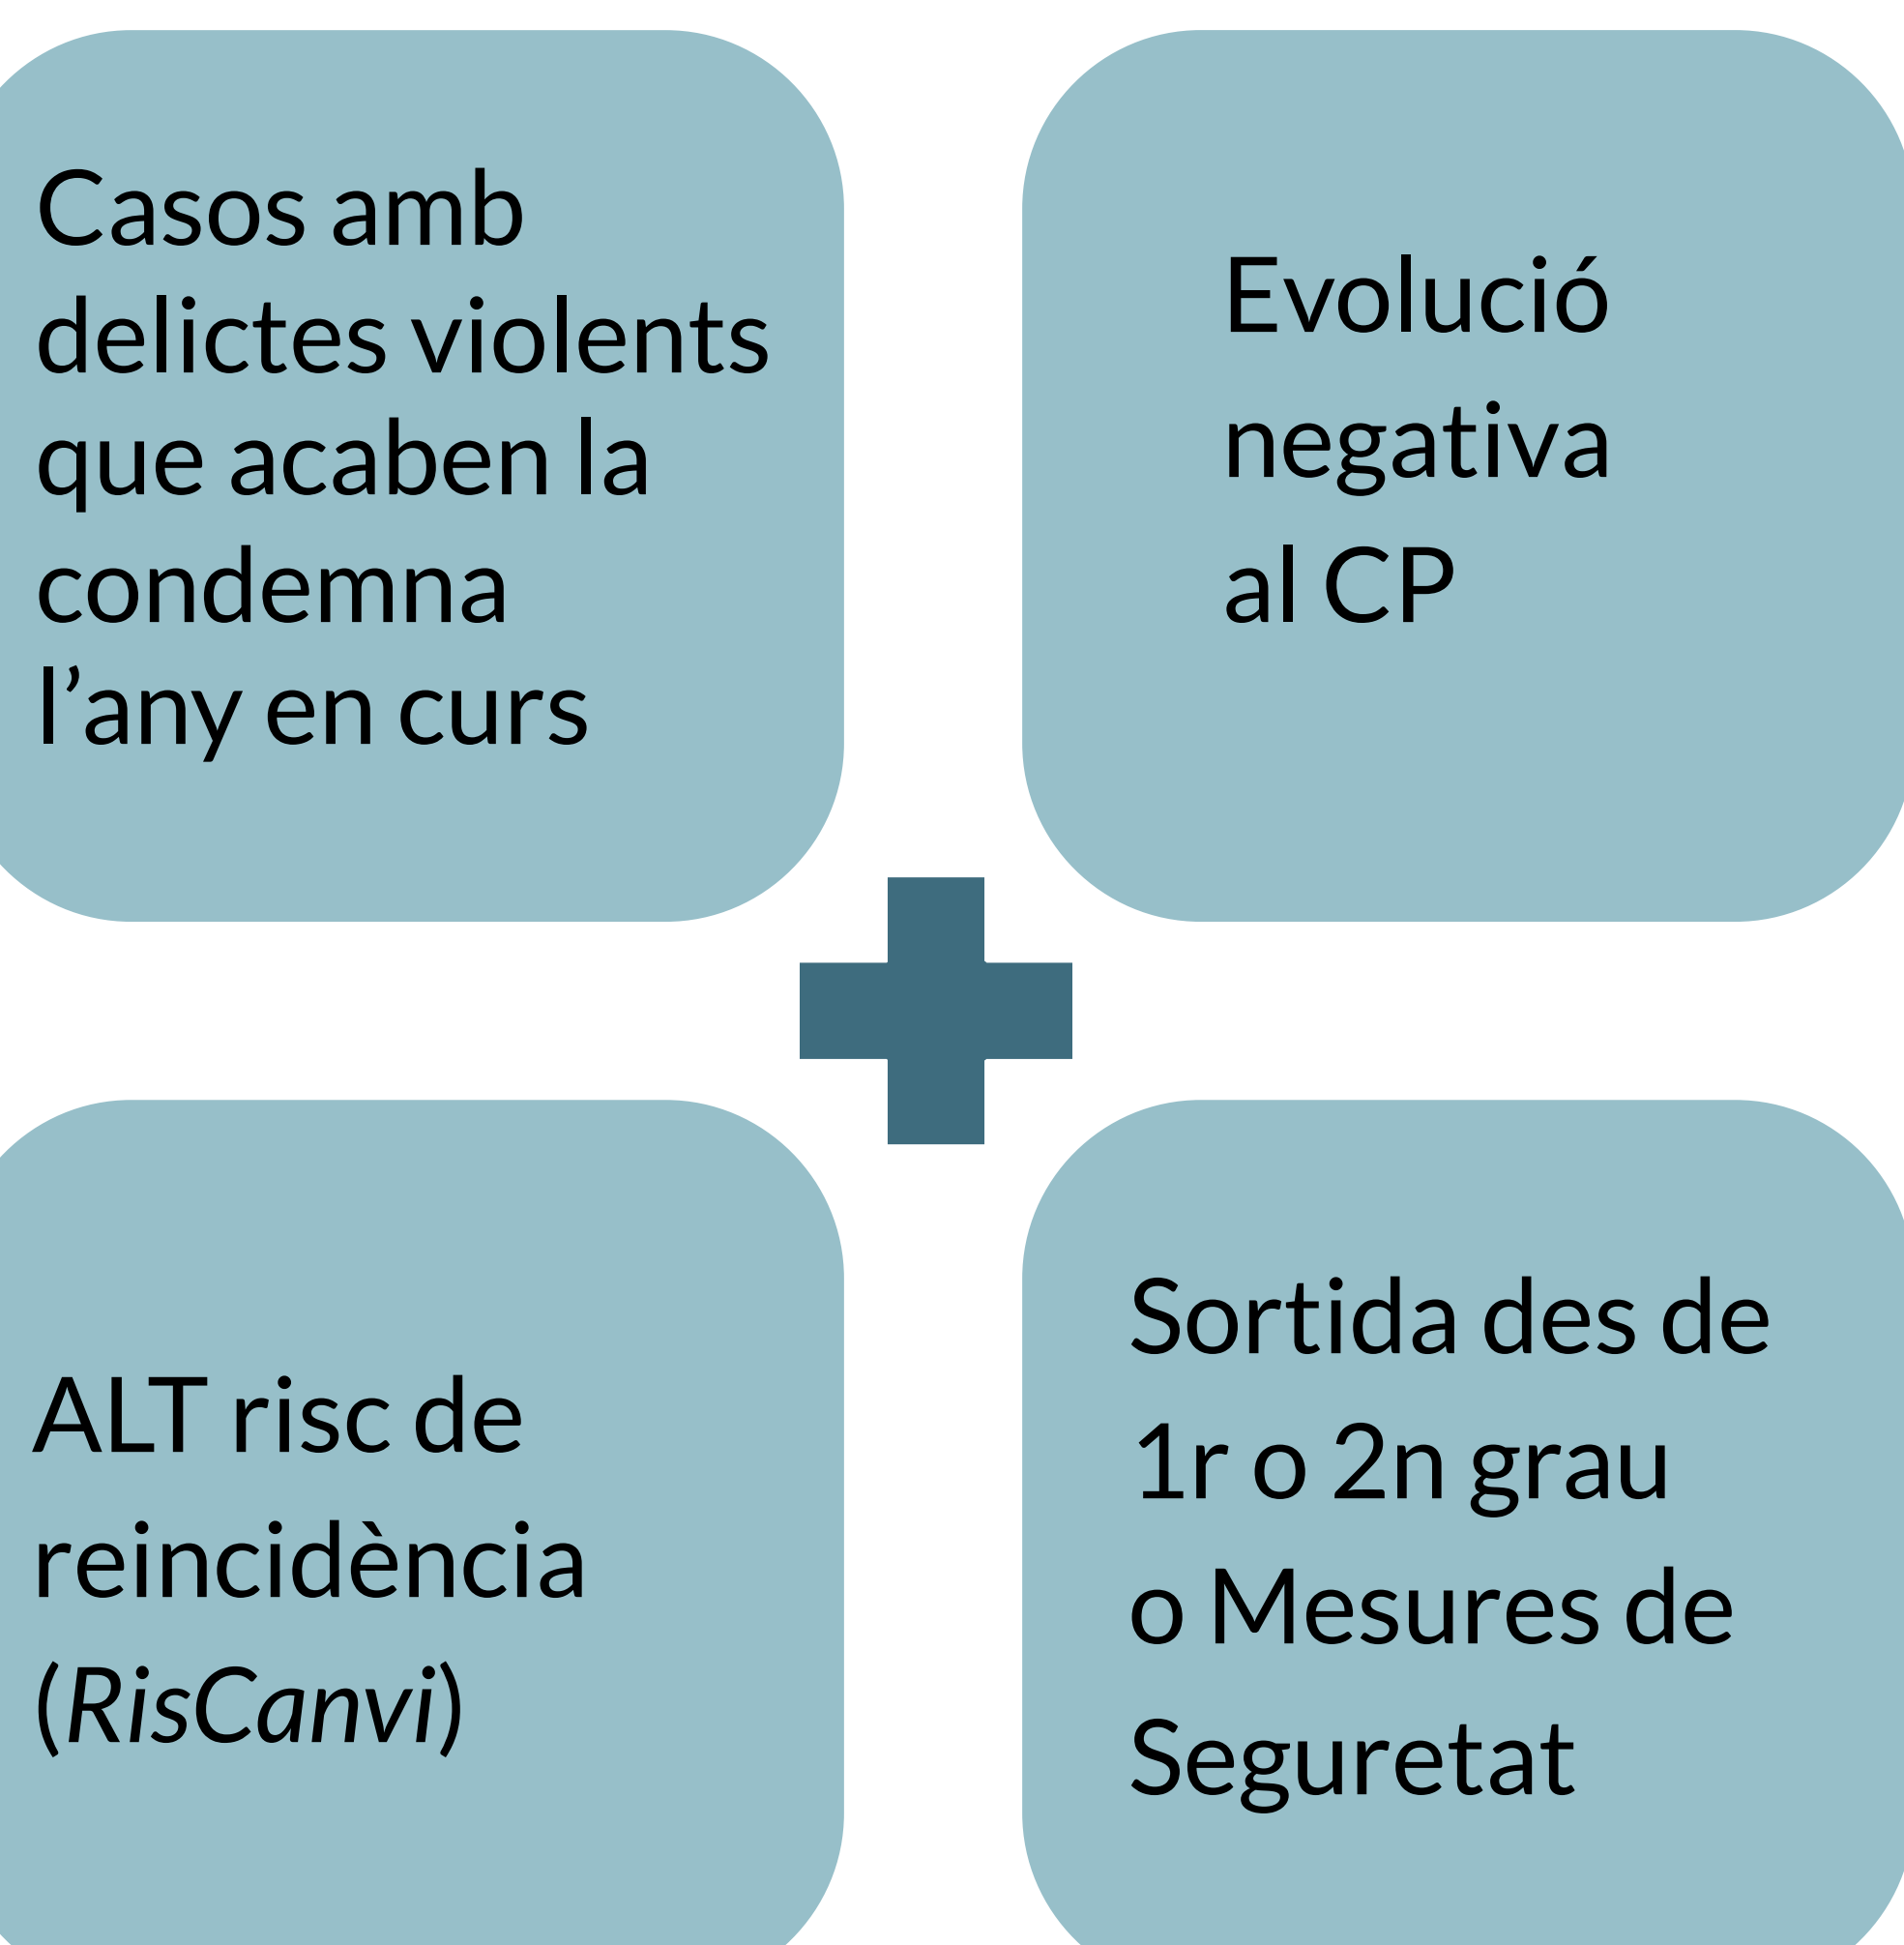 Casos amb
delictes violents
que acaben la
condemna
l’any en curs
Evolució
negativa
al CP
ALT risc de
reincidència
(RisCanvi)
Sortida des de
1r o 2n grau
o Mesures de
Seguretat